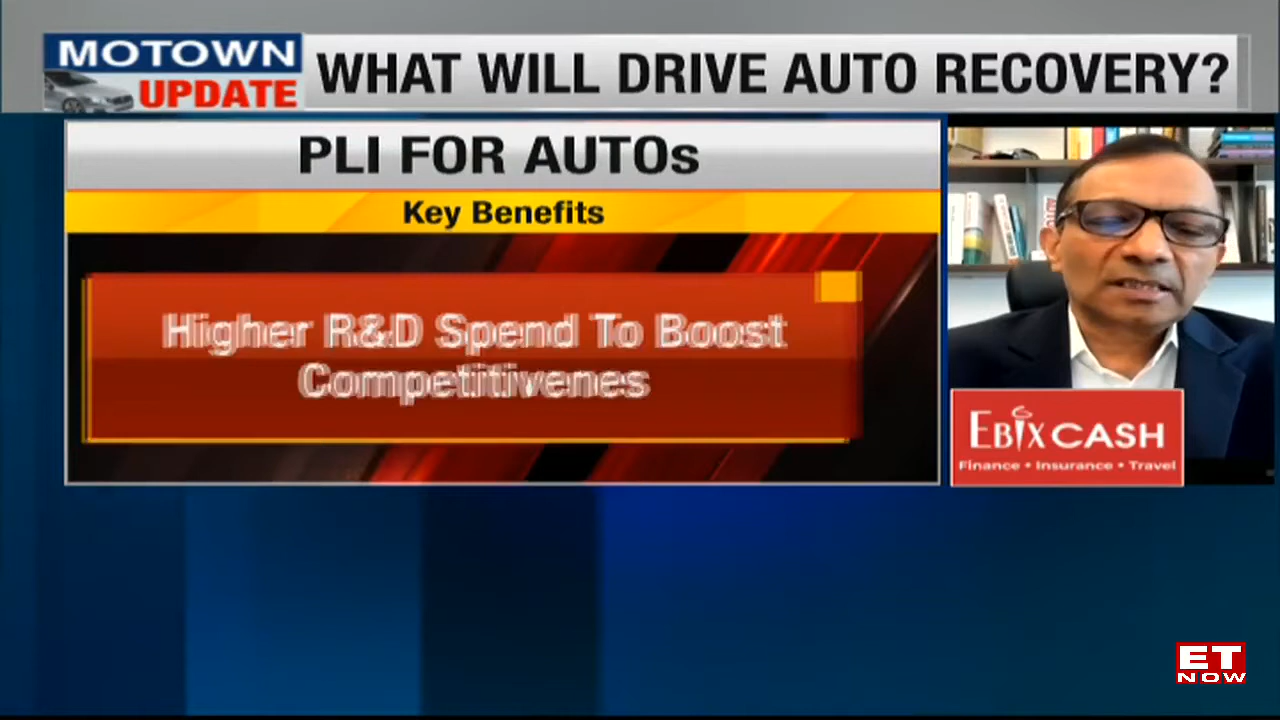 MOTOWN
UPDATE
WHAT WILL DRIVE AUTO RECOVERY?
PLI FOR AUTOs
Key Benefits
Higher R&D Spend To Boost
Competitivenes
EBIXCASH
Finance • Insurance • Travel
ET
NOW